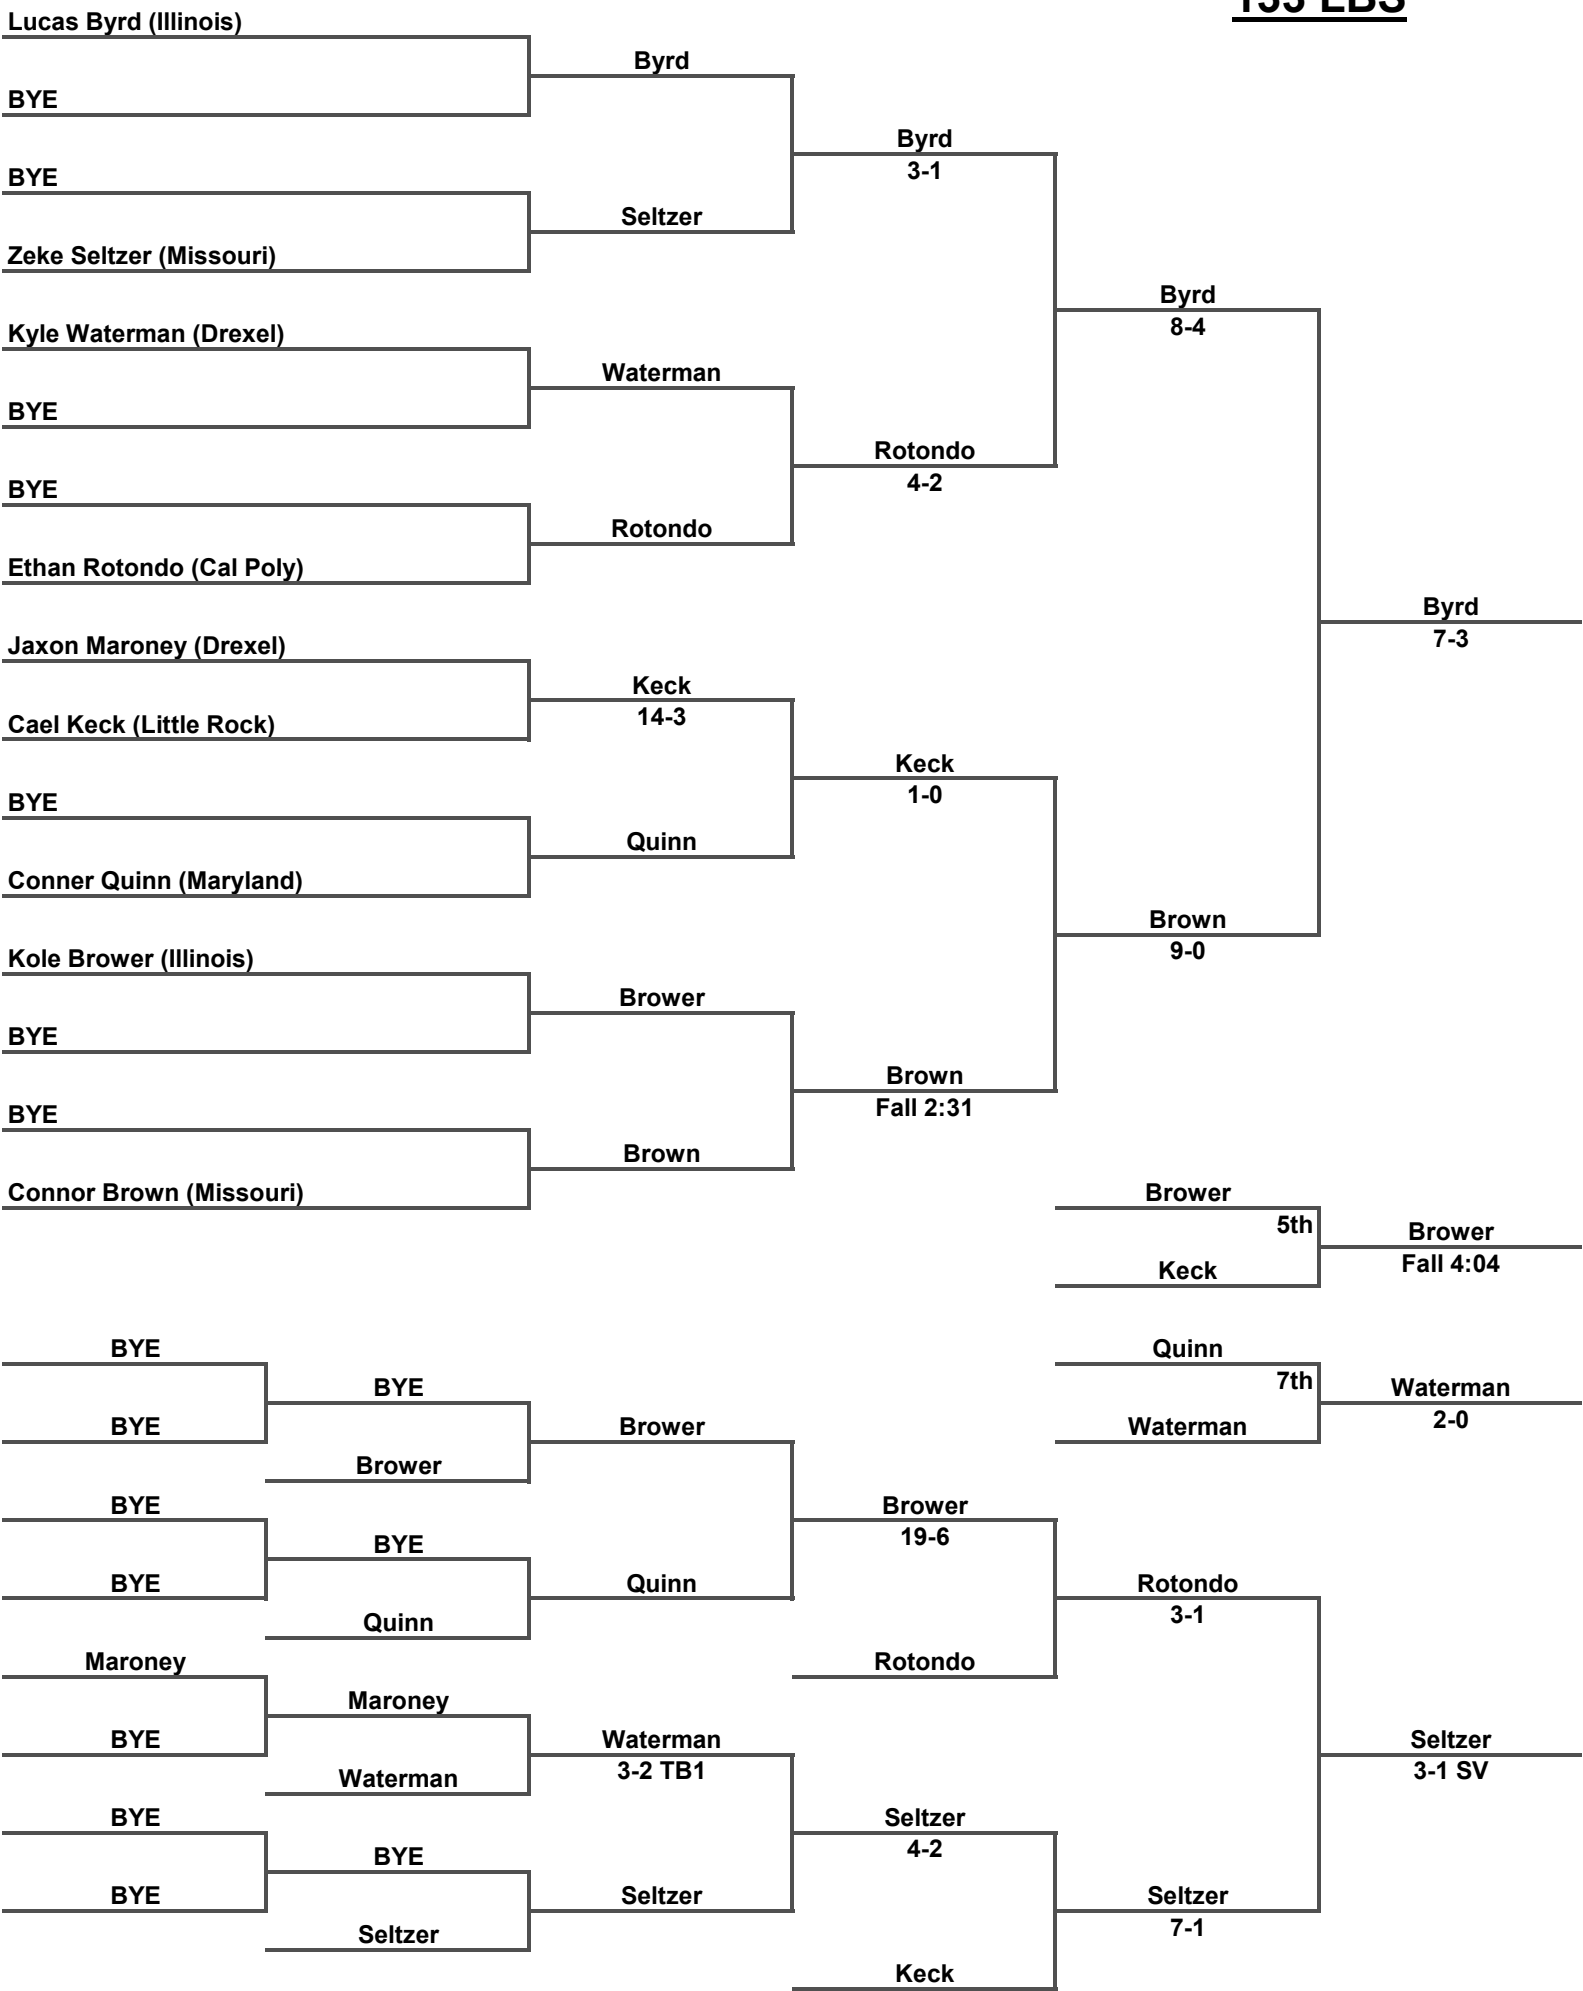 133 LBS
Lucas Byrd (Illinois)
Byrd
BYE
Byrd
3-1
BYE
Seltzer
Zeke Seltzer (Missouri)
Byrd
8-4
Kyle Waterman (Drexel)
Waterman
BYE
Rotondo
4-2
BYE
Rotondo
Ethan Rotondo (Cal Poly)
Byrd
7-3
Jaxon Maroney (Drexel)
Keck
14-3
Cael Keck (Little Rock)
Keck
1-0
BYE
Quinn
Conner Quinn (Maryland)
Brown
9-0
Kole Brower (Illinois)
Brower
BYE
Brown
Fall 2:31
BYE
Brown
Connor Brown (Missouri)
Brower
5th
Brower
Fall 4:04
Keck
BYE
Quinn
7th
BYE
Waterman
2-0
BYE
Brower
Waterman
Brower
BYE
Brower
19-6
BYE
BYE
Quinn
Rotondo
3-1
Quinn
Maroney
Rotondo
Maroney
BYE
Waterman
3-2 TB1
Seltzer
3-1 SV
Waterman
BYE
Seltzer
4-2
BYE
BYE
Seltzer
Seltzer
7-1
Seltzer
Keck